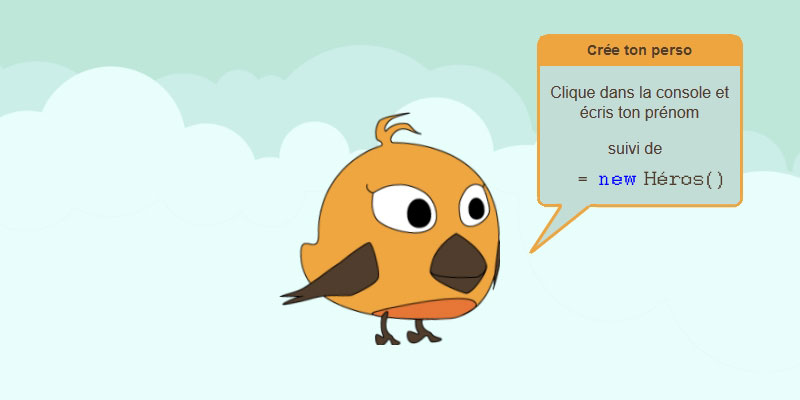 Crée ton perso
Clique dans la console et
écris ton prénom
suivi de
= new Héros()